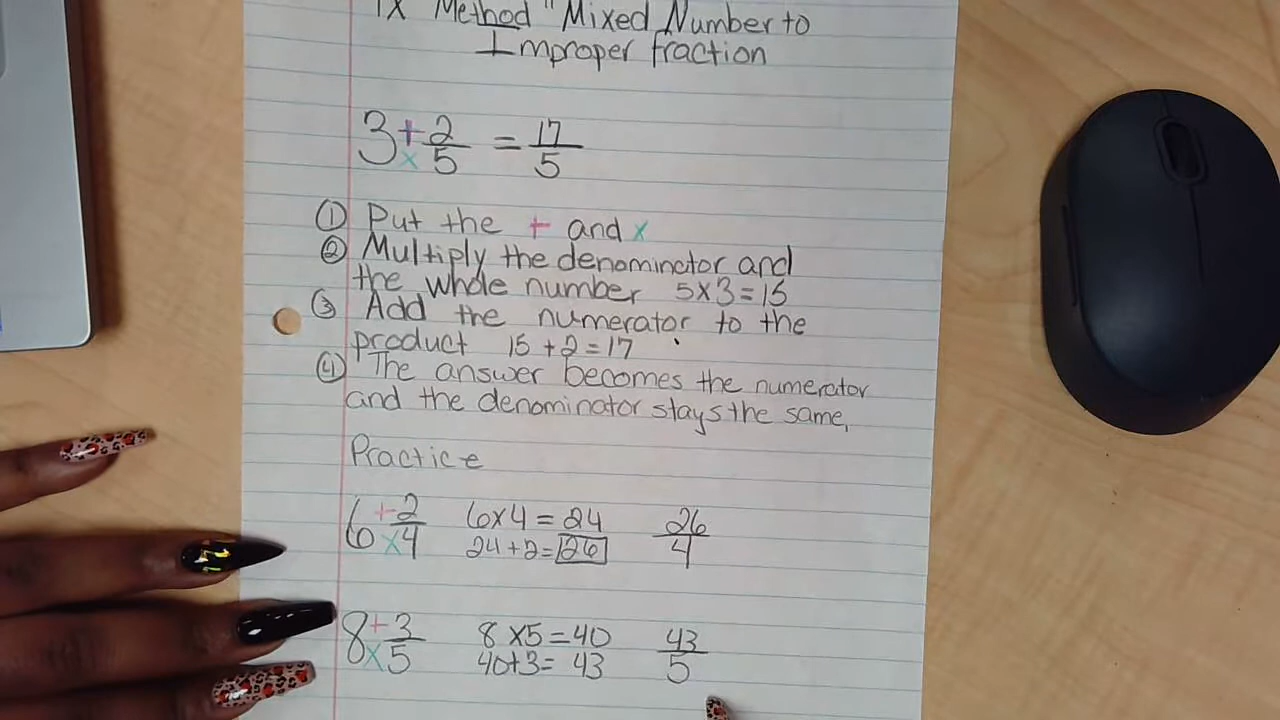 TX Method "Mixed Number to
Improper fraction
3 + 2/5 = 17/5
x
① Put the + and x
② Multiply the denominator and
the whole number 5x3=15
③ Add the numerator to the
product 15+2=17
④ The answer becomes the numerator
and the denominator stays the same.
Practice
6 + 2/4 6x4=24 26/4
x 24+2=26
8 + 3/5 8x5=40 43/5
x 40+3=43